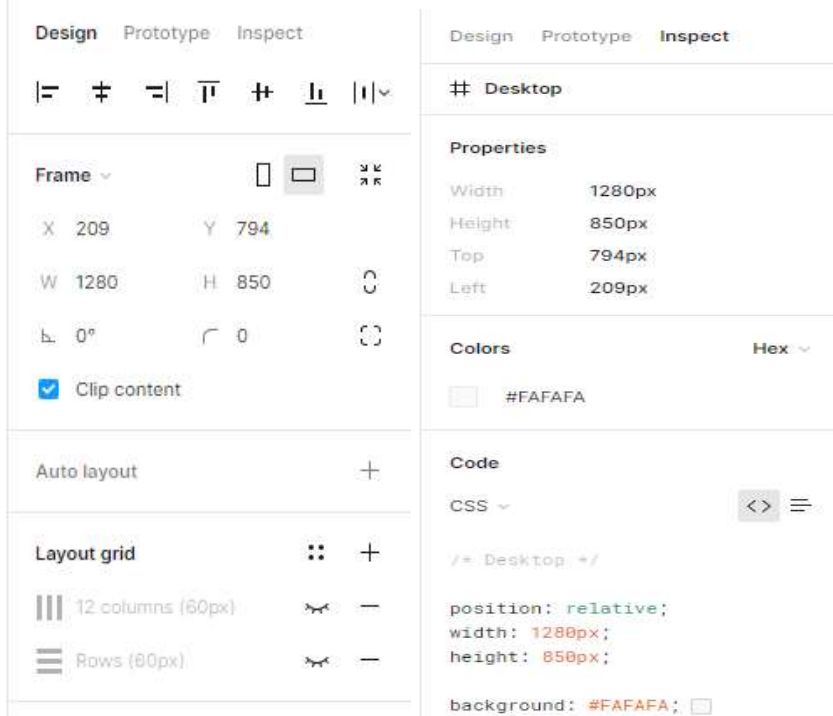 Design Prototype Inspect
Frame
X 209 Y 794
W 1280 H 850
0° 0
Clip content
Auto layout
Layout grid
12 columns (60px)
Rows (60px)
Design Prototype Inspect
Desktop
Properties
Width 1280px
Height 850px
Top 794px
Left 209px
Colors Hex
#FAFAFA
Code
CSS
/* Desktop */
position: relative;
width: 1280px;
height: 850px;
background: #FAFAFA;